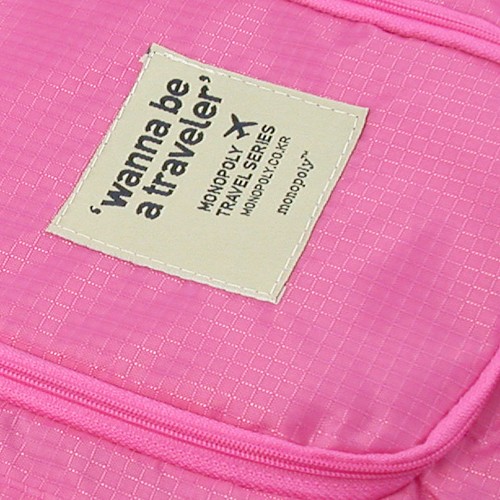 ‘wanna be
a traveler’
MONOPOLY
TRAVEL SERIES
MONOPOLY.CO.KR
monopoly™